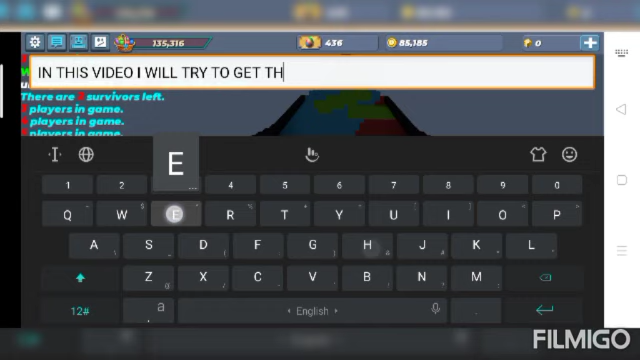 135,316
436
85,185
0
IN THIS VIDEO I WILL TRY TO GET TH
There are survivors left.
players in game.
players in game.
players in game.
E
1 2 4 5 6 7 8 9 0
Q W E R T Y U I O P
A S D F G H J K L
Z X C V B N M
12# a English
FILMIGO